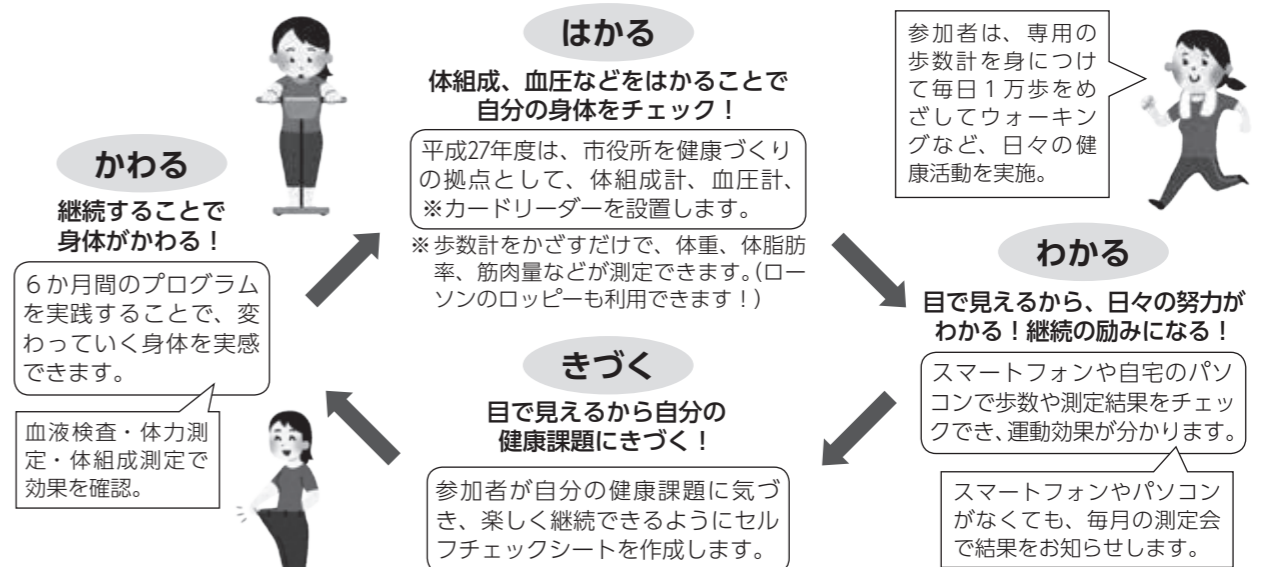 はかる
体組成、血圧などをはかることで
自分の身体をチェック！
平成27年度は、市役所を健康づくり
の拠点として、体組成計、血圧計、
※カードリーダーを設置します。
※歩数計をかざすだけで、体重、体脂肪
率、筋肉量などが測定できます。（ロー
ソンのロッピーも利用できます！）
参加者は、専用の
歩数計を身につけ
て毎日１万歩をめ
ざしてウォーキン
グなど、日々の健
康活動を実施。
わかる
目で見えるから、日々の努力が
わかる！継続の励みになる！
スマートフォンや自宅のパソ
コンで歩数や測定結果をチェッ
クでき、運動効果が分かります。
スマートフォンやパソコン
がなくても、毎月の測定会
で結果をお知らせします。
きづく
目で見えるから自分の
健康課題にきづく！
参加者が自分の健康課題に気づ
き、楽しく継続できるようにセル
フチェックシートを作成します。
かわる
継続することで
身体がかわる！
６か月間のプログラム
を実践することで、変
わっていく身体を実感
できます。
血液検査・体力測
定・体組成測定で
効果を確認。